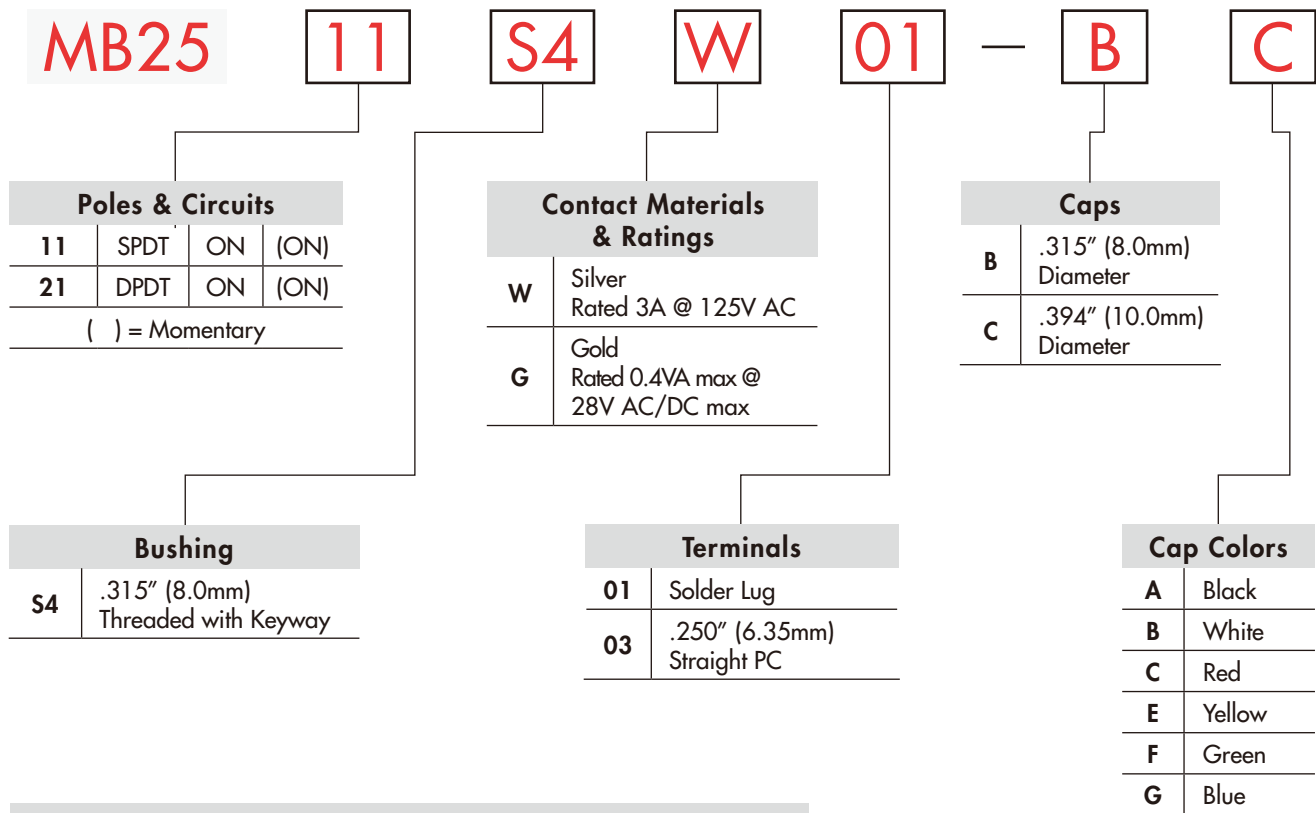 MB25 11 S4 W 01 — B C
Poles & Circuits
11 SPDT ON (ON)
21 DPDT ON (ON)
( ) = Momentary
Contact Materials
& Ratings
W Silver
Rated 3A @ 125V AC
G Gold
Rated 0.4VA max @
28V AC/DC max
Caps
B .315″ (8.0mm)
Diameter
C .394″ (10.0mm)
Diameter
Bushing
S4 .315″ (8.0mm)
Threaded with Keyway
Terminals
01 Solder Lug
03 .250″ (6.35mm)
Straight PC
Cap Colors
A Black
B White
C Red
E Yellow
F Green
G Blue